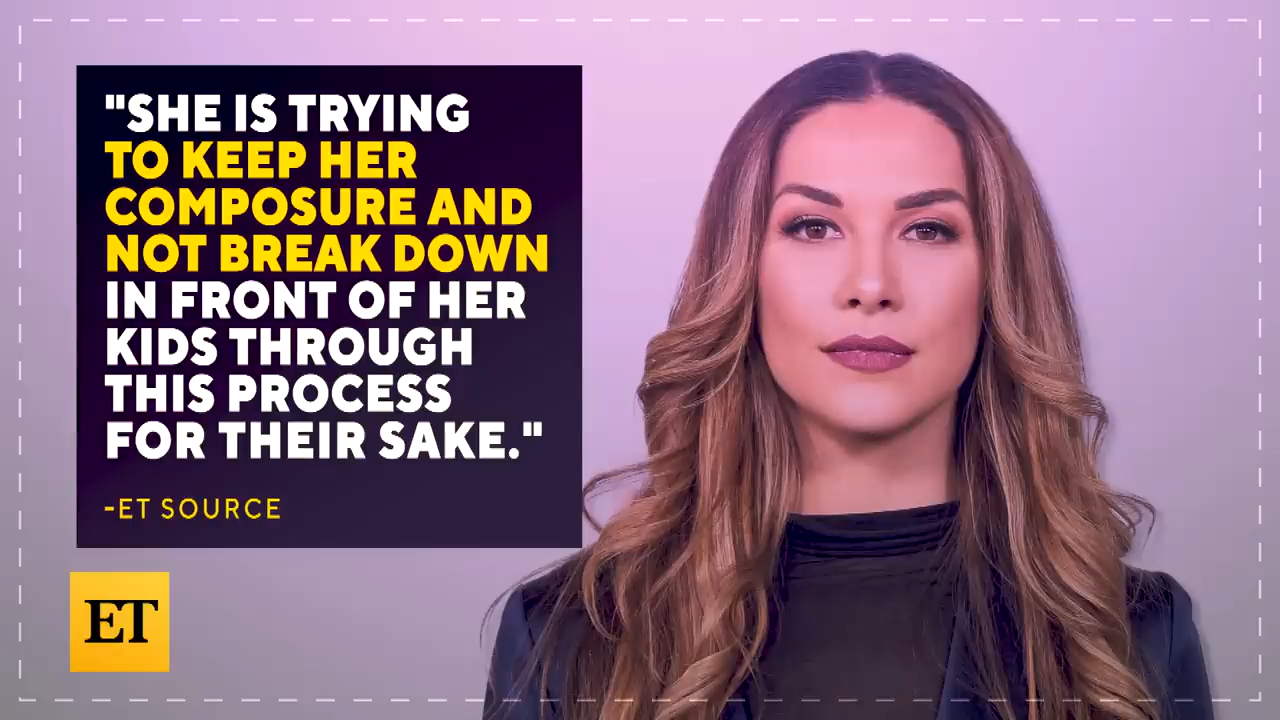 "SHE IS TRYING
TO KEEP HER
COMPOSURE AND
NOT BREAK DOWN
IN FRONT OF HER
KIDS THROUGH
THIS PROCESS
FOR THEIR SAKE."
-ET SOURCE
ET